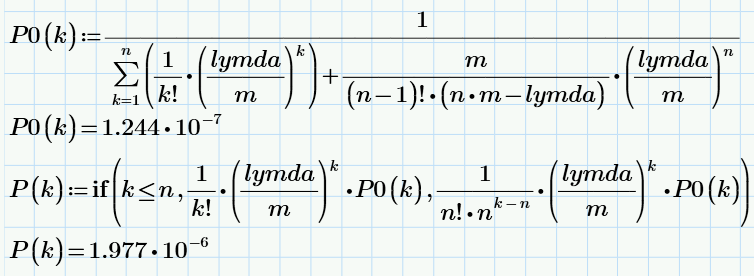 P0(k):=1/(∑_{k=1}^{n}(1/k!·(lymda/m)^k)+m/((n−1)!·(n·m−lymda))·(lymda/m)^n)
P0(k)=1.244·10^−7
P(k):=if(k≤n,1/k!·(lymda/m)^k·P0(k),1/(n!·n^{k−n})·(lymda/m)^k·P0(k))
P(k)=1.977·10^−6